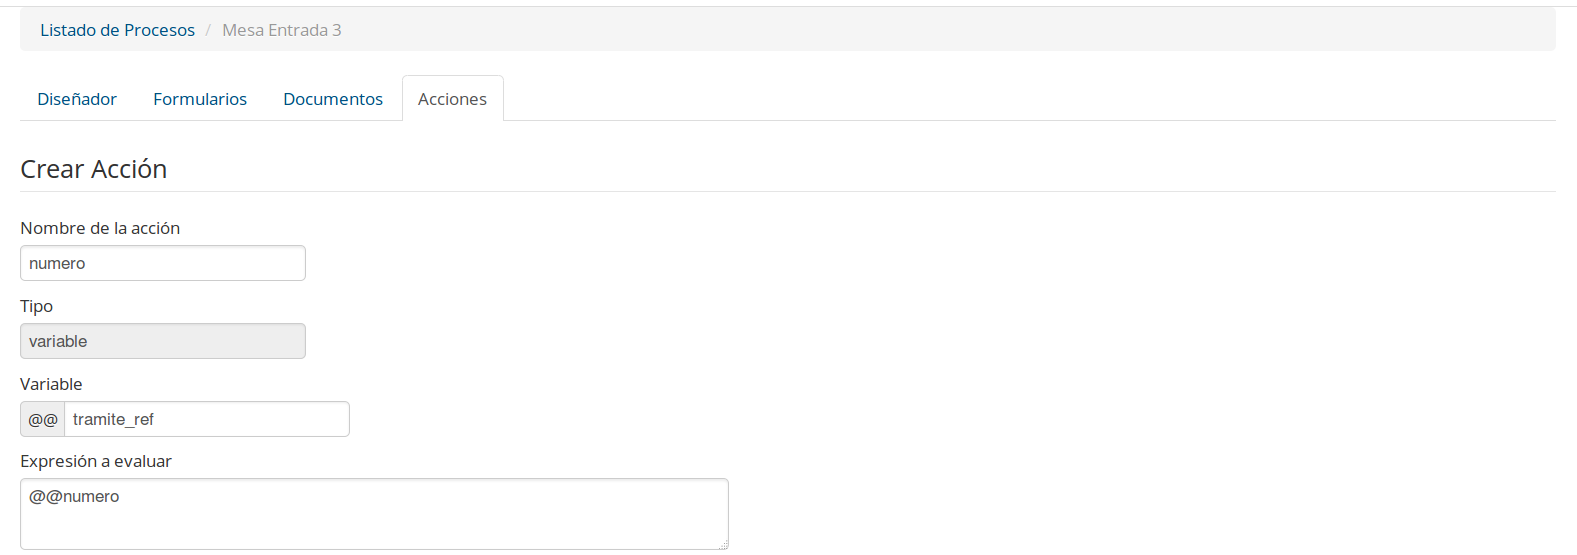 Listado de Procesos / Mesa Entrada 3
Diseñador Formularios Documentos Acciones
Crear Acción
Nombre de la acción
numero
Tipo
variable
Variable
@@ tramite_ref
Expresión a evaluar
@@numero